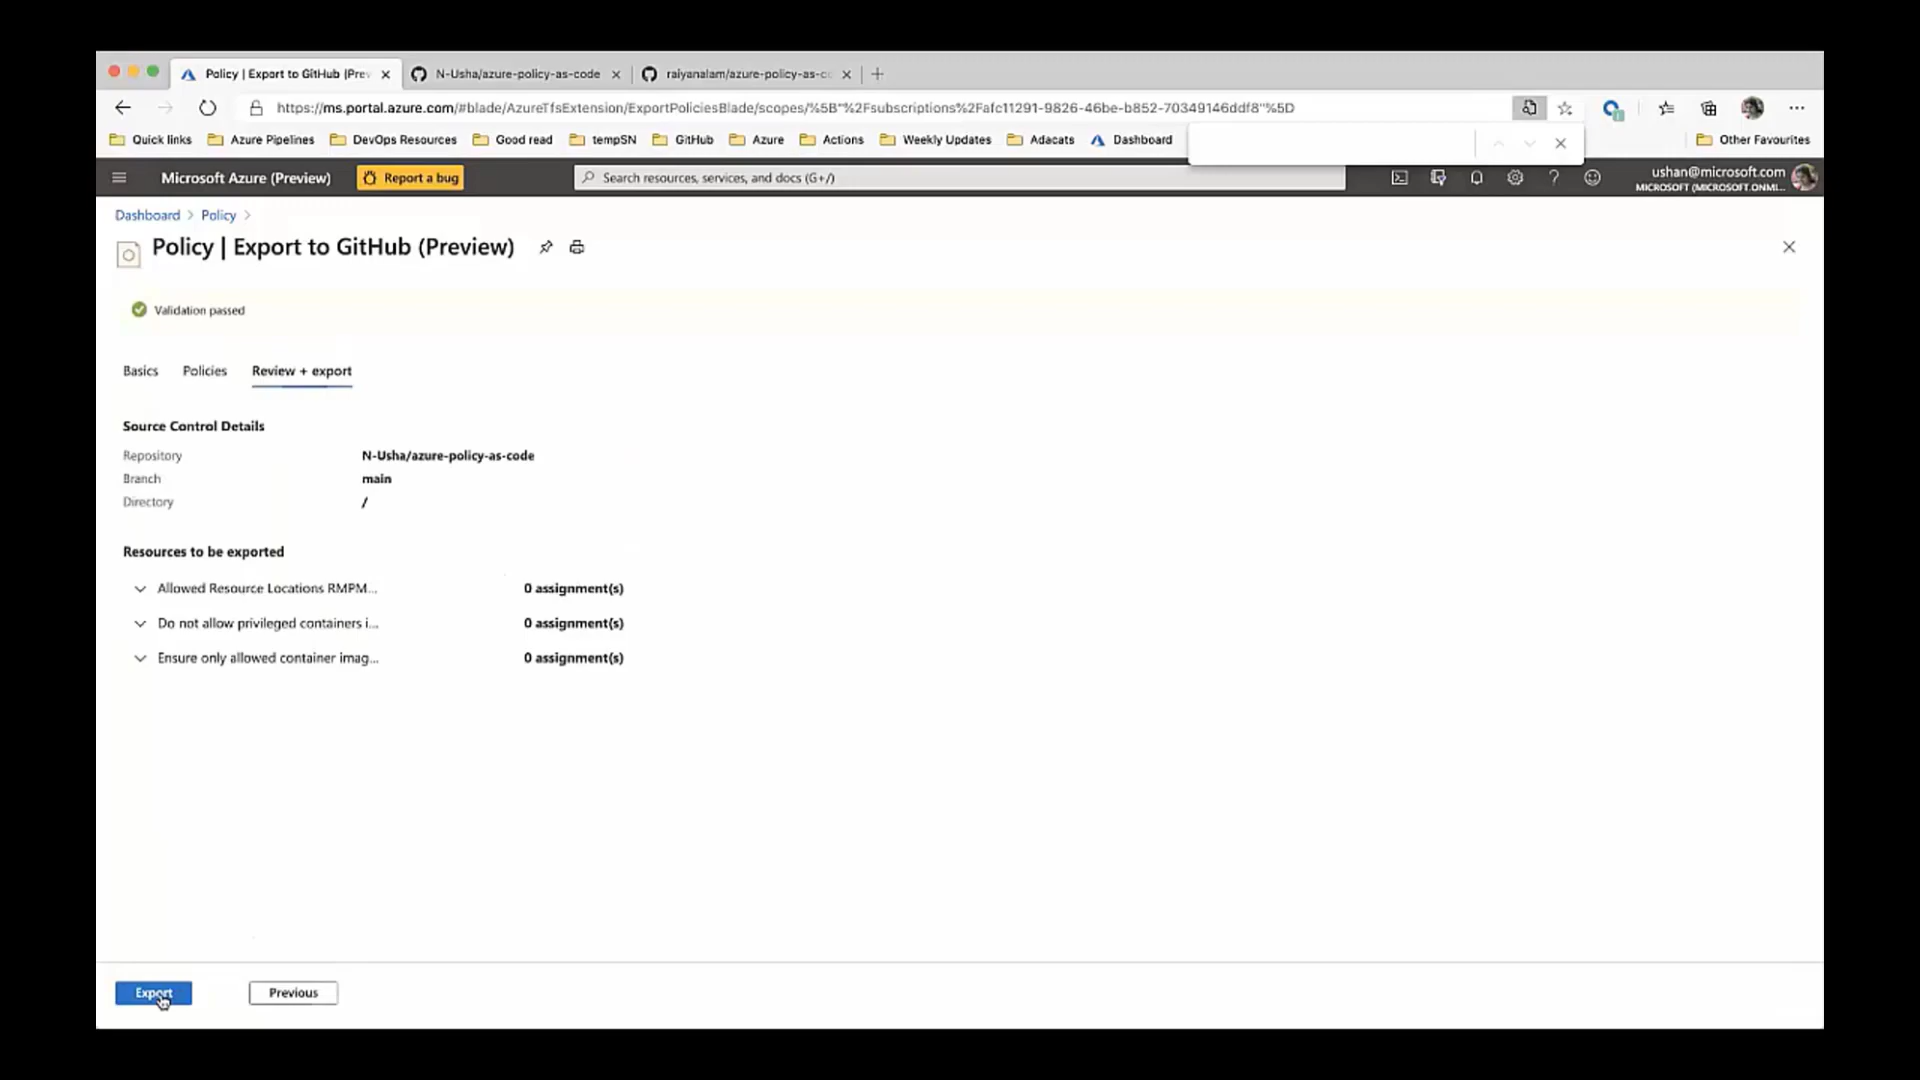 Policy | Export to GitHub (Prev
N-Usha/azure-policy-as-code
raiyanalam/azure-policy-as-co
https://ms.portal.azure.com/#blade/AzureTfsExtension/ExportPoliciesBlade/scopes/%5B"%2Fsubscriptions%2Fafc11291-9826-46be-b852-70349146ddf8"%5D
Quick links
Azure Pipelines
DevOps Resources
Good read
tempSN
GitHub
Azure
Actions
Weekly Updates
Adacats
Dashboard
Other Favourites
Microsoft Azure (Preview)
Report a bug
Search resources, services, and docs (G+/)
ushan@microsoft.com
MICROSOFT (MICROSOFT.ONMI...
Dashboard > Policy >
Policy | Export to GitHub (Preview)
Validation passed
Basics
Policies
Review + export
Source Control Details
Repository
N-Usha/azure-policy-as-code
Branch
main
Directory
/
Resources to be exported
Allowed Resource Locations RMPM...
0 assignment(s)
Do not allow privileged containers i...
0 assignment(s)
Ensure only allowed container imag...
0 assignment(s)
Export
Previous